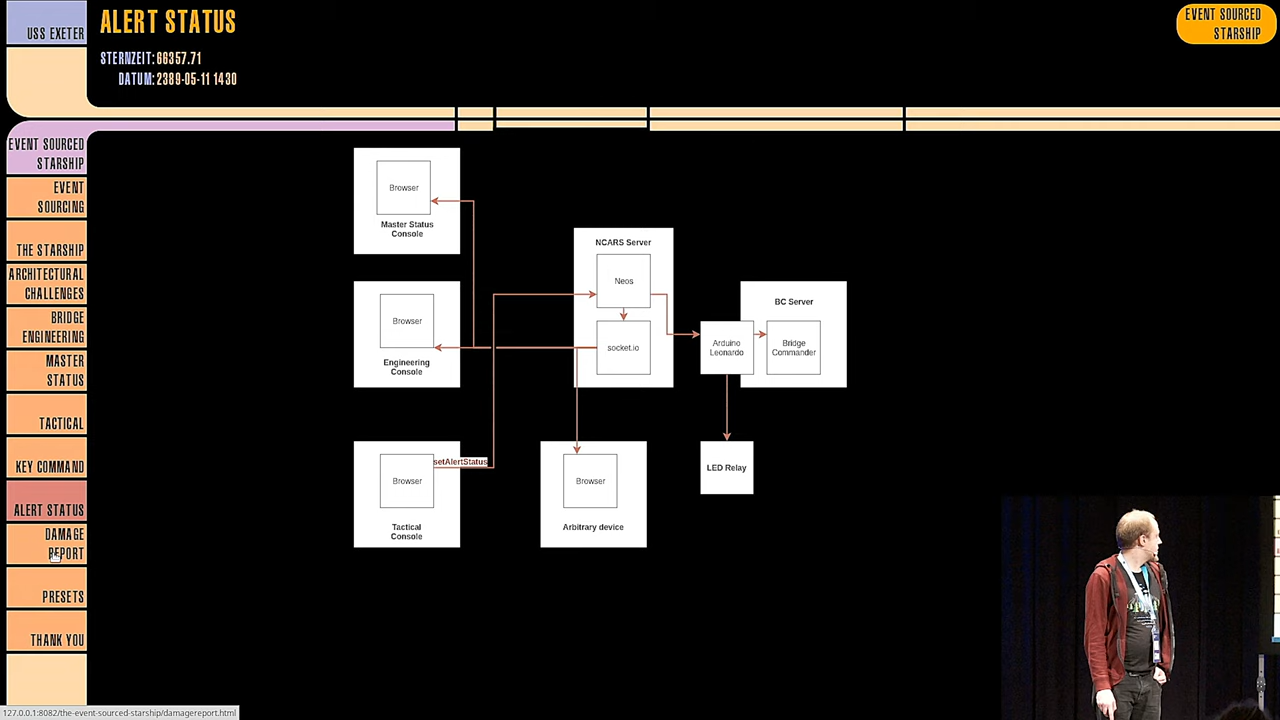 USS EXETER
ALERT STATUS
STERNZEIT: 66357.71
DATUM: 2389-05-11 1430
EVENT SOURCED
STARSHIP
EVENT SOURCED
STARSHIP
EVENT
SOURCING
THE STARSHIP
ARCHITECTURAL
CHALLENGES
BRIDGE
ENGINEERING
MASTER
STATUS
TACTICAL
KEY COMMAND
ALERT STATUS
DAMAGE
REPORT
PRESETS
THANK YOU
Browser
Master Status
Console
Browser
Engineering
Console
Browser
setAlertStatus
Tactical
Console
NCARS Server
Neos
socket.io
Browser
Arbitrary device
BC Server
Arduino
Leonardo
Bridge
Commander
LED Relay
127.0.0.1:8082/the-event-sourced-starship/damagereport.html